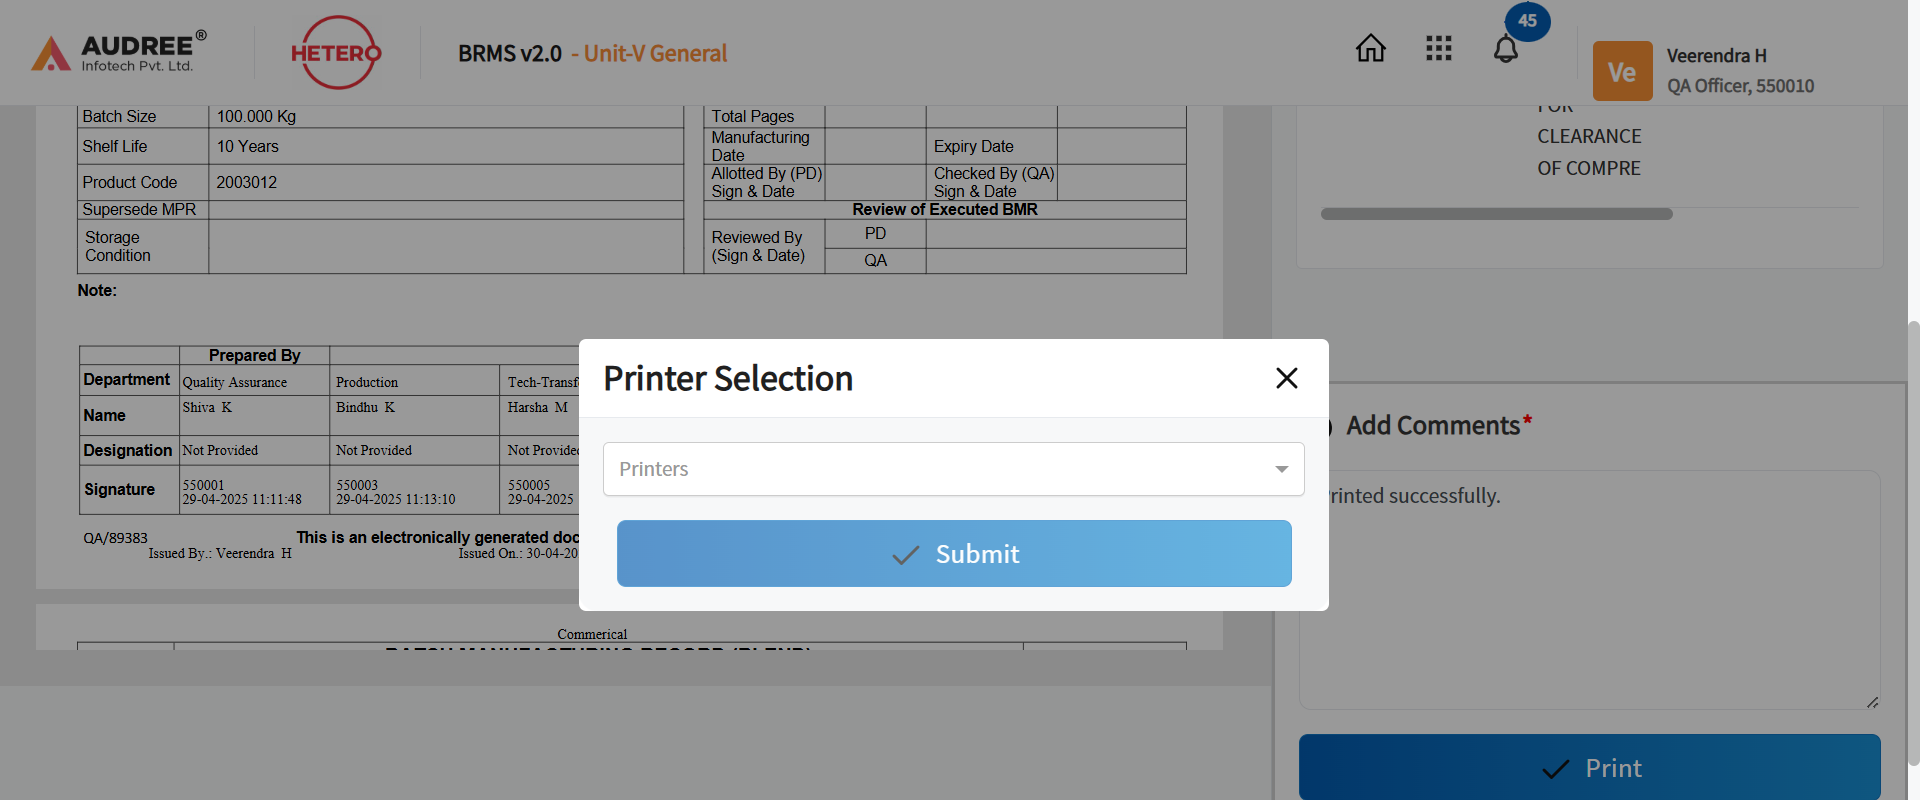 AUDREE®
Infotech Pvt. Ltd.
HETERO
BRMS v2.0 - Unit-V General
45
Ve
Veerendra H
QA Officer, 550010
Batch Size 100.000 Kg
Total Pages
Shelf Life 10 Years
Manufacturing
Date
Expiry Date
Product Code 2003012
Allotted By (PD)
Sign & Date
Checked By (QA)
Sign & Date
Supersede MPR
Review of Executed BMR
Storage
Condition
Reviewed By
(Sign & Date)
PD
QA
Note:
FOR
CLEARANCE
OF COMPRE
Prepared By
Department Quality Assurance Production Tech-Transf
Name Shiva K Bindhu K Harsha M
Designation Not Provided Not Provided Not Provide
Signature
550001
29-04-2025 11:11:48
550003
29-04-2025 11:13:10
550005
29-04-2025
QA/89383 This is an electronically generated doc
Issued By.: Veerendra H Issued On.: 30-04-20
Commerical
BATCH MANUFACTURING RECORD (BLEND)
Printer Selection
Printers
Submit
Add Comments*
rinted successfully.
Print